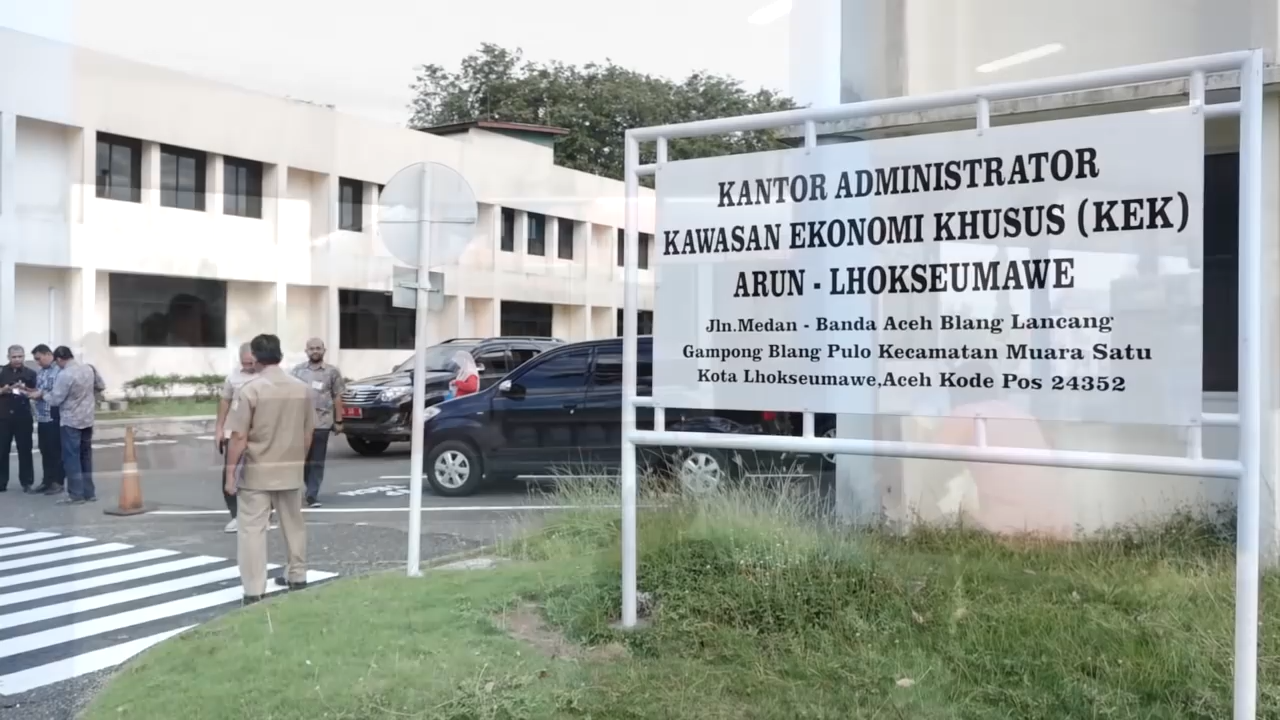 KANTOR ADMINISTRATOR
KAWASAN EKONOMI KHUSUS (KEK)
ARUN - LHOKSEUMAWE
Jln.Medan - Banda Aceh Blang Lancang
Gampong Blang Pulo Kecamatan Muara Satu
Kota Lhokseumawe,Aceh Kode Pos 24352